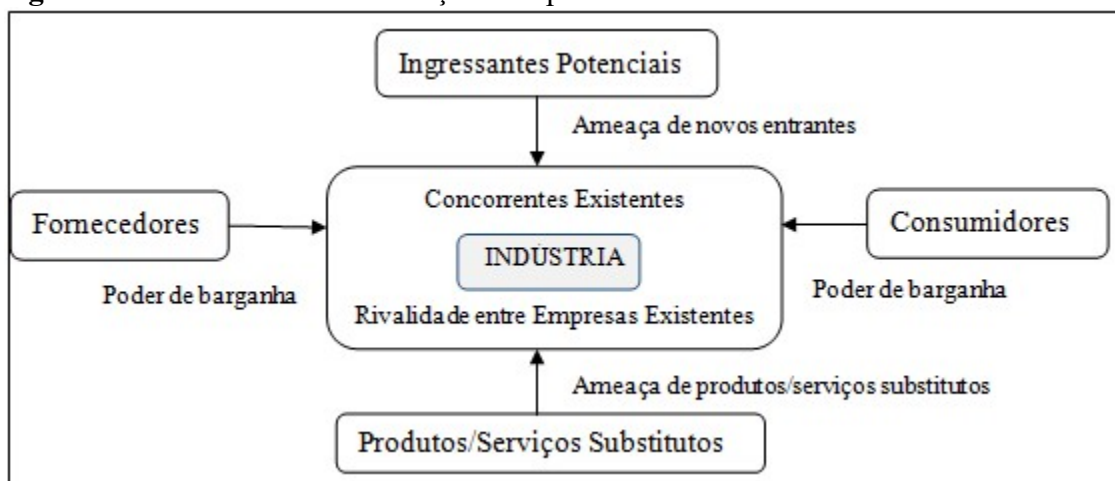 Ingressantes Potenciais
Ameaça de novos entrantes
Concorrentes Existentes
Fornecedores
Consumidores
INDÚSTRIA
Poder de barganha
Poder de barganha
Rivalidade entre Empresas Existentes
Ameaça de produtos/serviços substitutos
Produtos/Serviços Substitutos